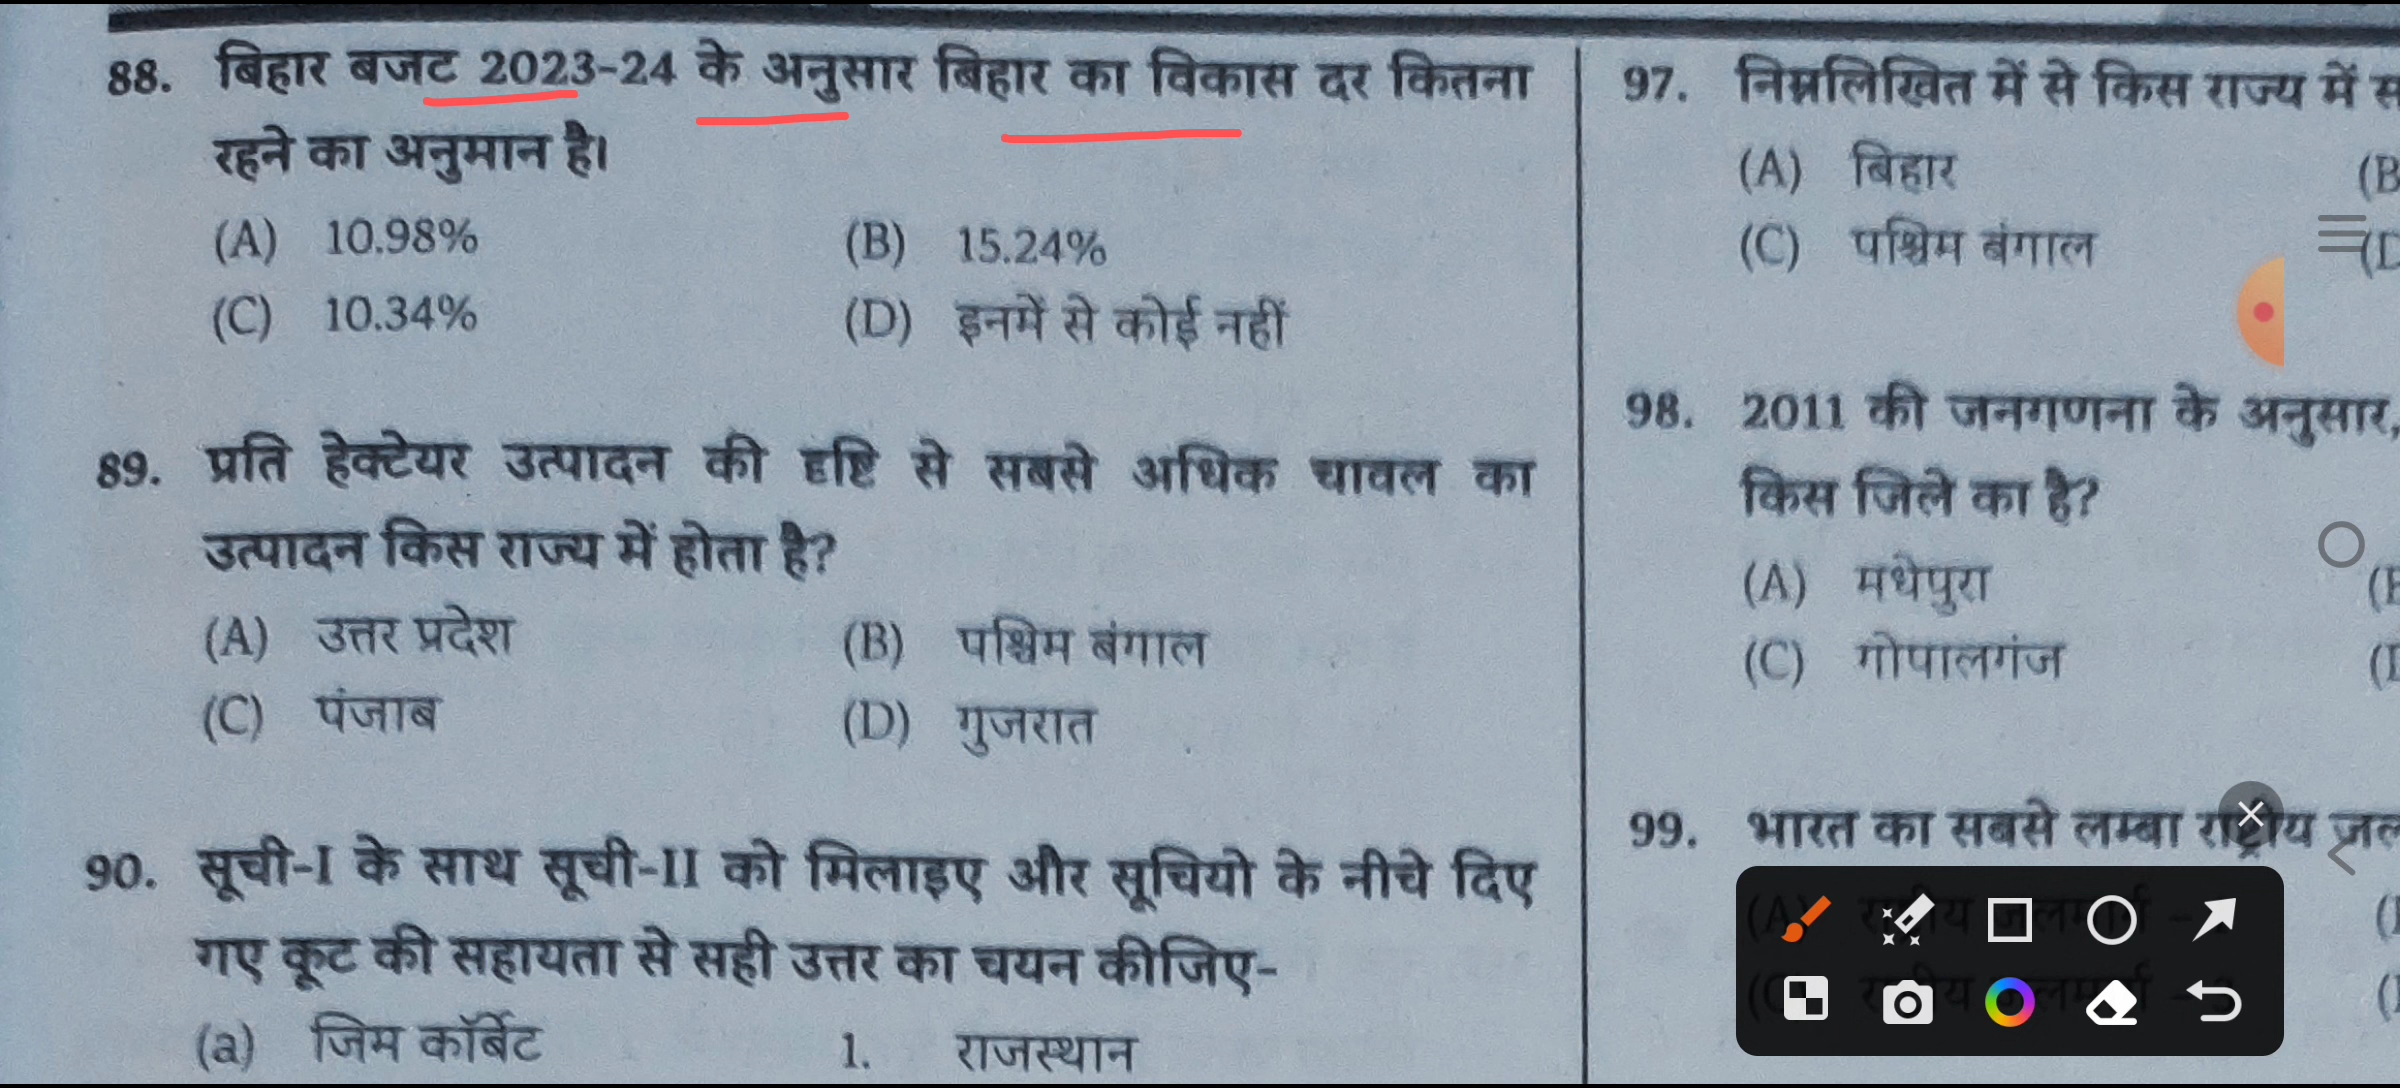 88. बिहार बजट 2023-24 के अनुसार बिहार का विकास दर कितना
रहने का अनुमान है।
(A) 10.98%
(B) 15.24%
(C) 10.34%
(D) इनमें से कोई नहीं
89. प्रति हेक्टेयर उत्पादन की दृष्टि से सबसे अधिक चावल का
उत्पादन किस राज्य में होता है?
(A) उत्तर प्रदेश
(B) पश्चिम बंगाल
(C) पंजाब
(D) गुजरात
90. सूची-I के साथ सूची-II को मिलाइए और सूचियो के नीचे दिए
गए कूट की सहायता से सही उत्तर का चयन कीजिए-
(a) जिम कॉर्बेट
1. राजस्थान
97. निम्नलिखित में से किस राज्य में
(A) बिहार
(B
(C) पश्चिम बंगाल
98. 2011 की जनगणना के अनुसार,
किस जिले का है?
(A) मधेपुरा
(C) गोपालगंज
99. भारत का सबसे लम्बा राष्ट्रीय